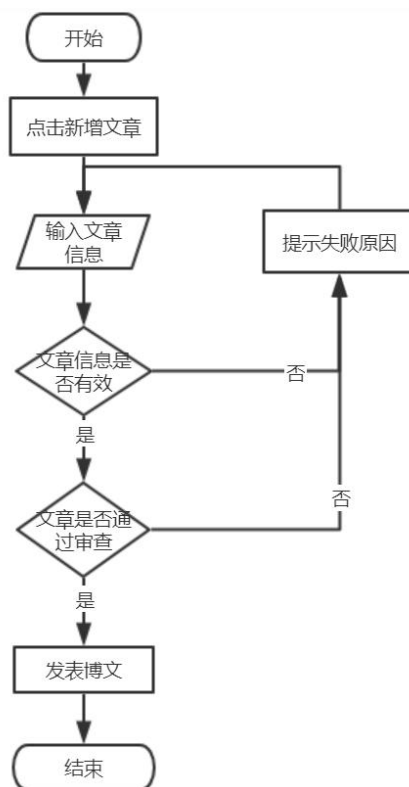 开始
点击新增文章
输入文章
信息
提示失败原因
文章信息是
否有效
否
是
否
文章是否通
过审查
是
发表博文
结束